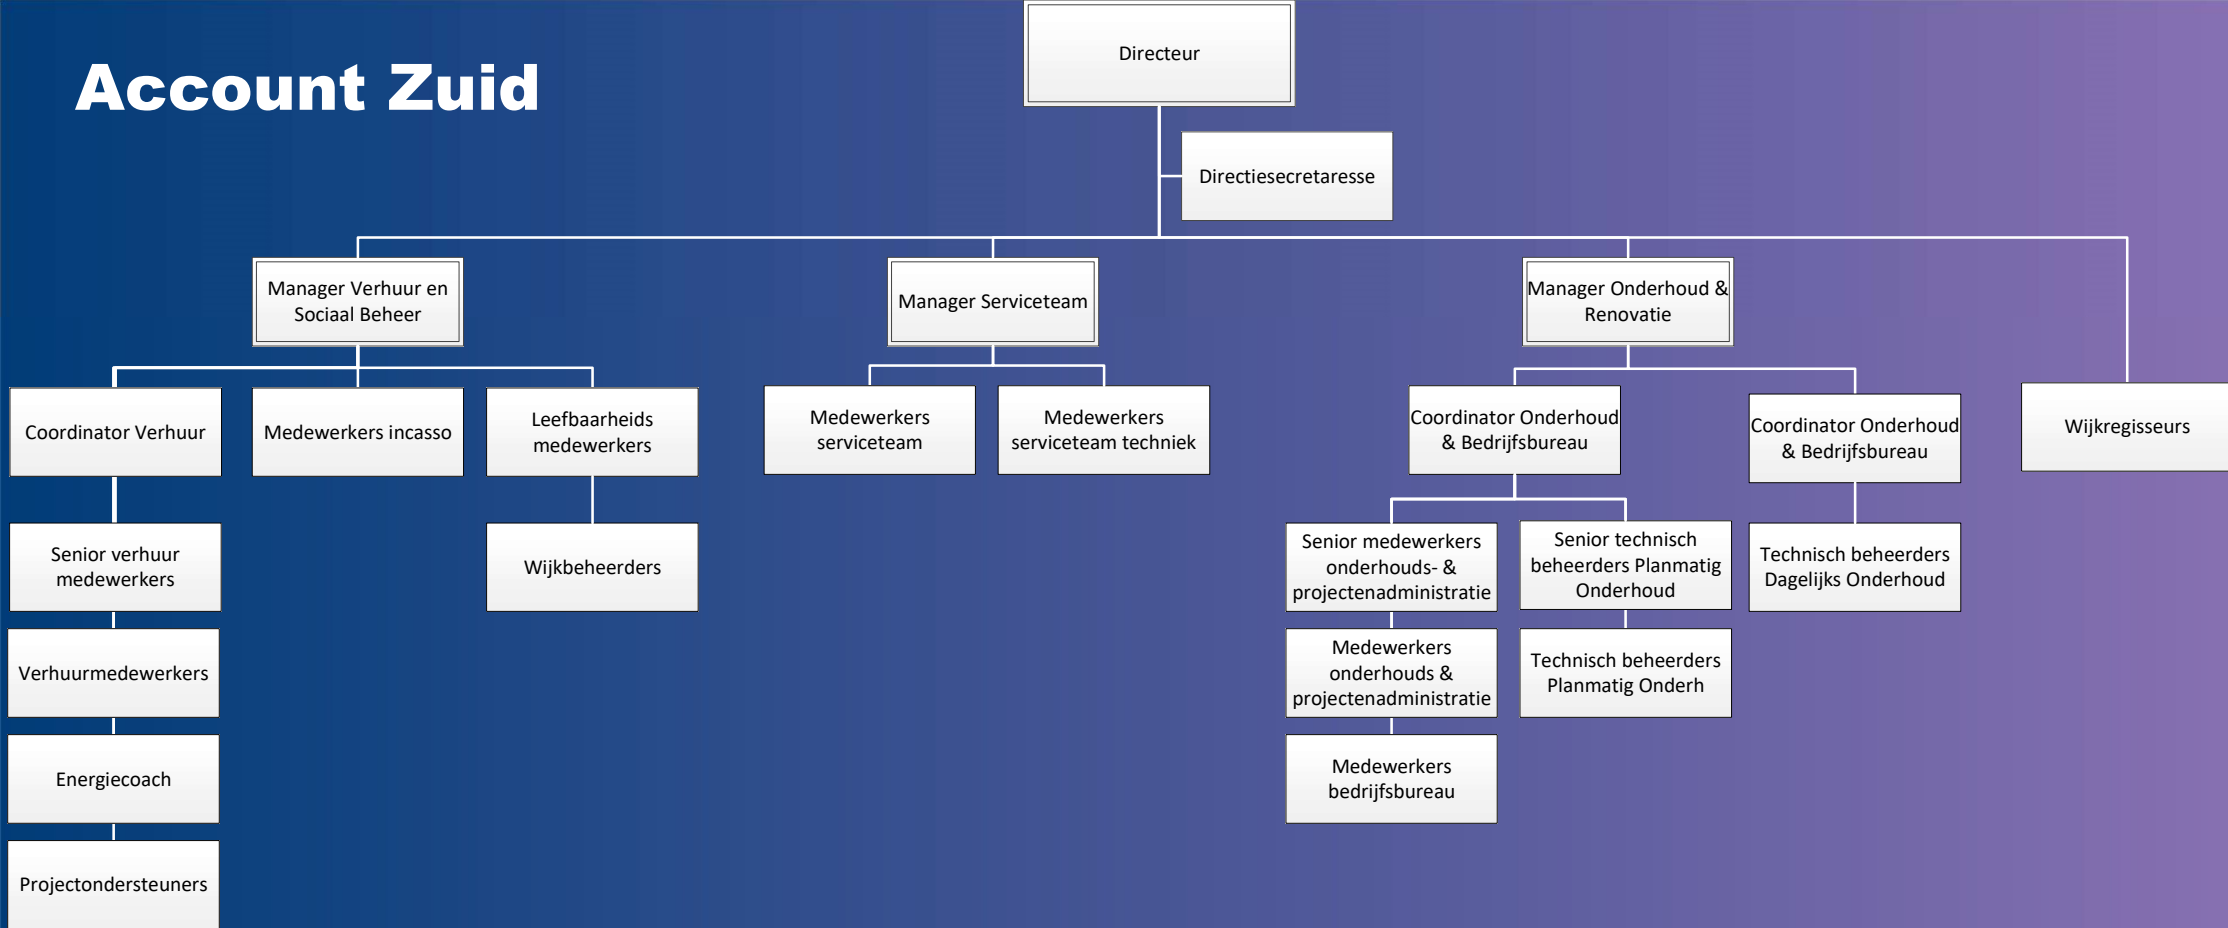 Account Zuid
Directeur
Directiesecretaresse
Manager Verhuur en
Sociaal Beheer
Manager Serviceteam
Manager Onderhoud &
Renovatie
Coordinator Verhuur
Medewerkers incasso
Leefbaarheids
medewerkers
Medewerkers
serviceteam
Medewerkers
serviceteam techniek
Coordinator Onderhoud
& Bedrijfsbureau
Coordinator Onderhoud
& Bedrijfsbureau
Wijkregisseurs
Senior verhuur
medewerkers
Wijkbeheerders
Senior medewerkers
onderhouds- &
projectenadministratie
Senior technisch
beheerders Planmatig
Onderhoud
Technisch beheerders
Dagelijks Onderhoud
Verhuurmedewerkers
Medewerkers
onderhouds &
projectenadministratie
Technisch beheerders
Planmatig Onderh
Energiecoach
Medewerkers
bedrijfsbureau
Projectondersteuners